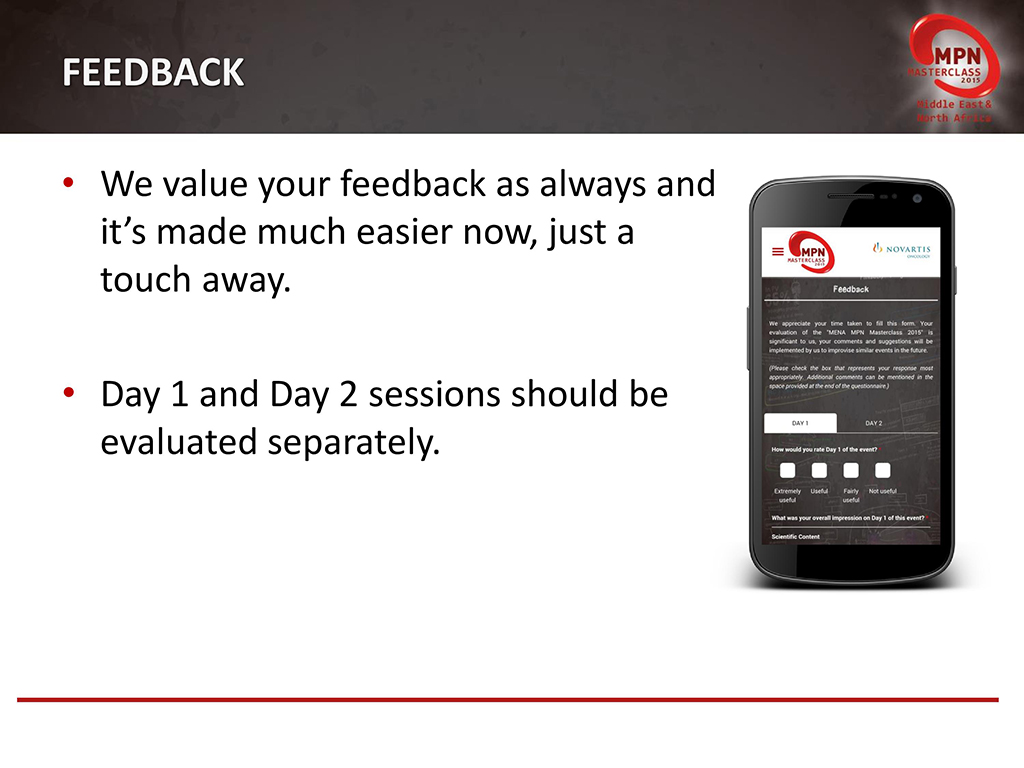 FEEDBACK
MPN
MASTERCLASS
2015
Middle East &
North Africa
• We value your feedback as always and
it’s made much easier now, just a
touch away.
• Day 1 and Day 2 sessions should be
evaluated separately.
MPN
MASTERCLASS
2015
NOVARTIS
ONCOLOGY
Feedback
We appreciate your time taken to fill this form. Your
evaluation of the "MENA MPN Masterclass 2015" is
significant to us, your comments and suggestions will be
implemented by us to improvise similar events in the future.
(Please check the box that represents your response most
appropriately. Additional comments can be mentioned in the
space provided at the end of the questionnaire.)
DAY 1 DAY 2
How would you rate Day 1 of the event?
Extremely Useful Fairly Not useful
useful useful
What was your overall impression on Day 1 of this event?
Scientific Content